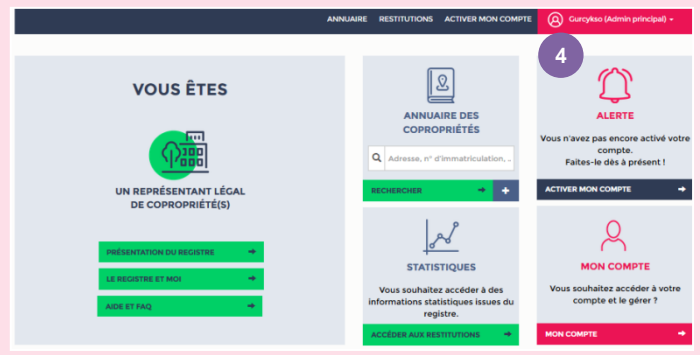 ANNUAIRE RESTITUTIONS ACTIVER MON COMPTE Gurcykso (Admin principal)
4
VOUS ÊTES
UN REPRÉSENTANT LÉGAL
DE COPROPRIÉTÉ(S)
PRÉSENTATION DU REGISTRE
LE REGISTRE ET MOI
AIDE ET FAQ
ANNUAIRE DES
COPROPRIÉTÉS
Adresse, n° d'immatriculation, ..
RECHERCHER +
STATISTIQUES
Vous souhaitez accéder à des
informations statistiques issues du
registre.
ACCÉDER AUX RESTITUTIONS
ALERTE
Vous n'avez pas encore activé votre
compte.
Faites-le dès à présent !
ACTIVER MON COMPTE
MON COMPTE
Vous souhaitez accéder à votre
compte et le gérer ?
MON COMPTE